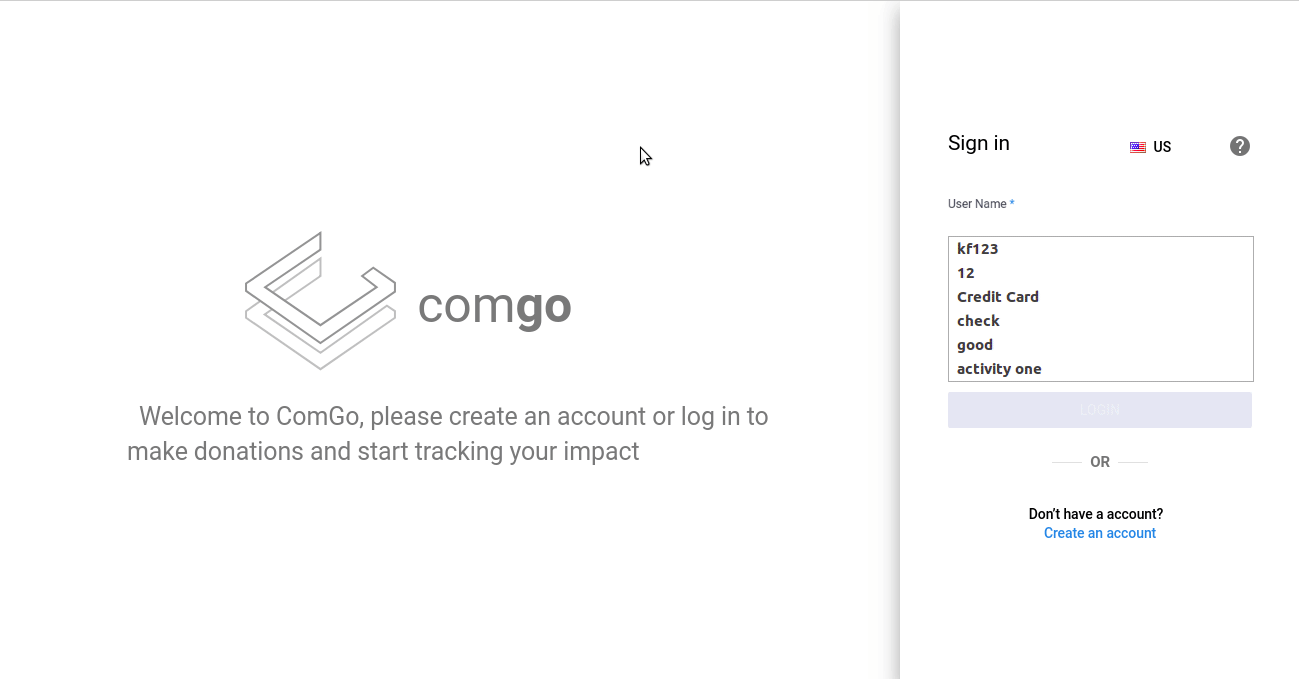 comgo
Welcome to ComGo, please create an account or log in to
make donations and start tracking your impact
Sign in
US
?
User Name *
kf123
12
Credit Card
check
good
activity one
LOGIN
OR
Don't have a account?
Create an account